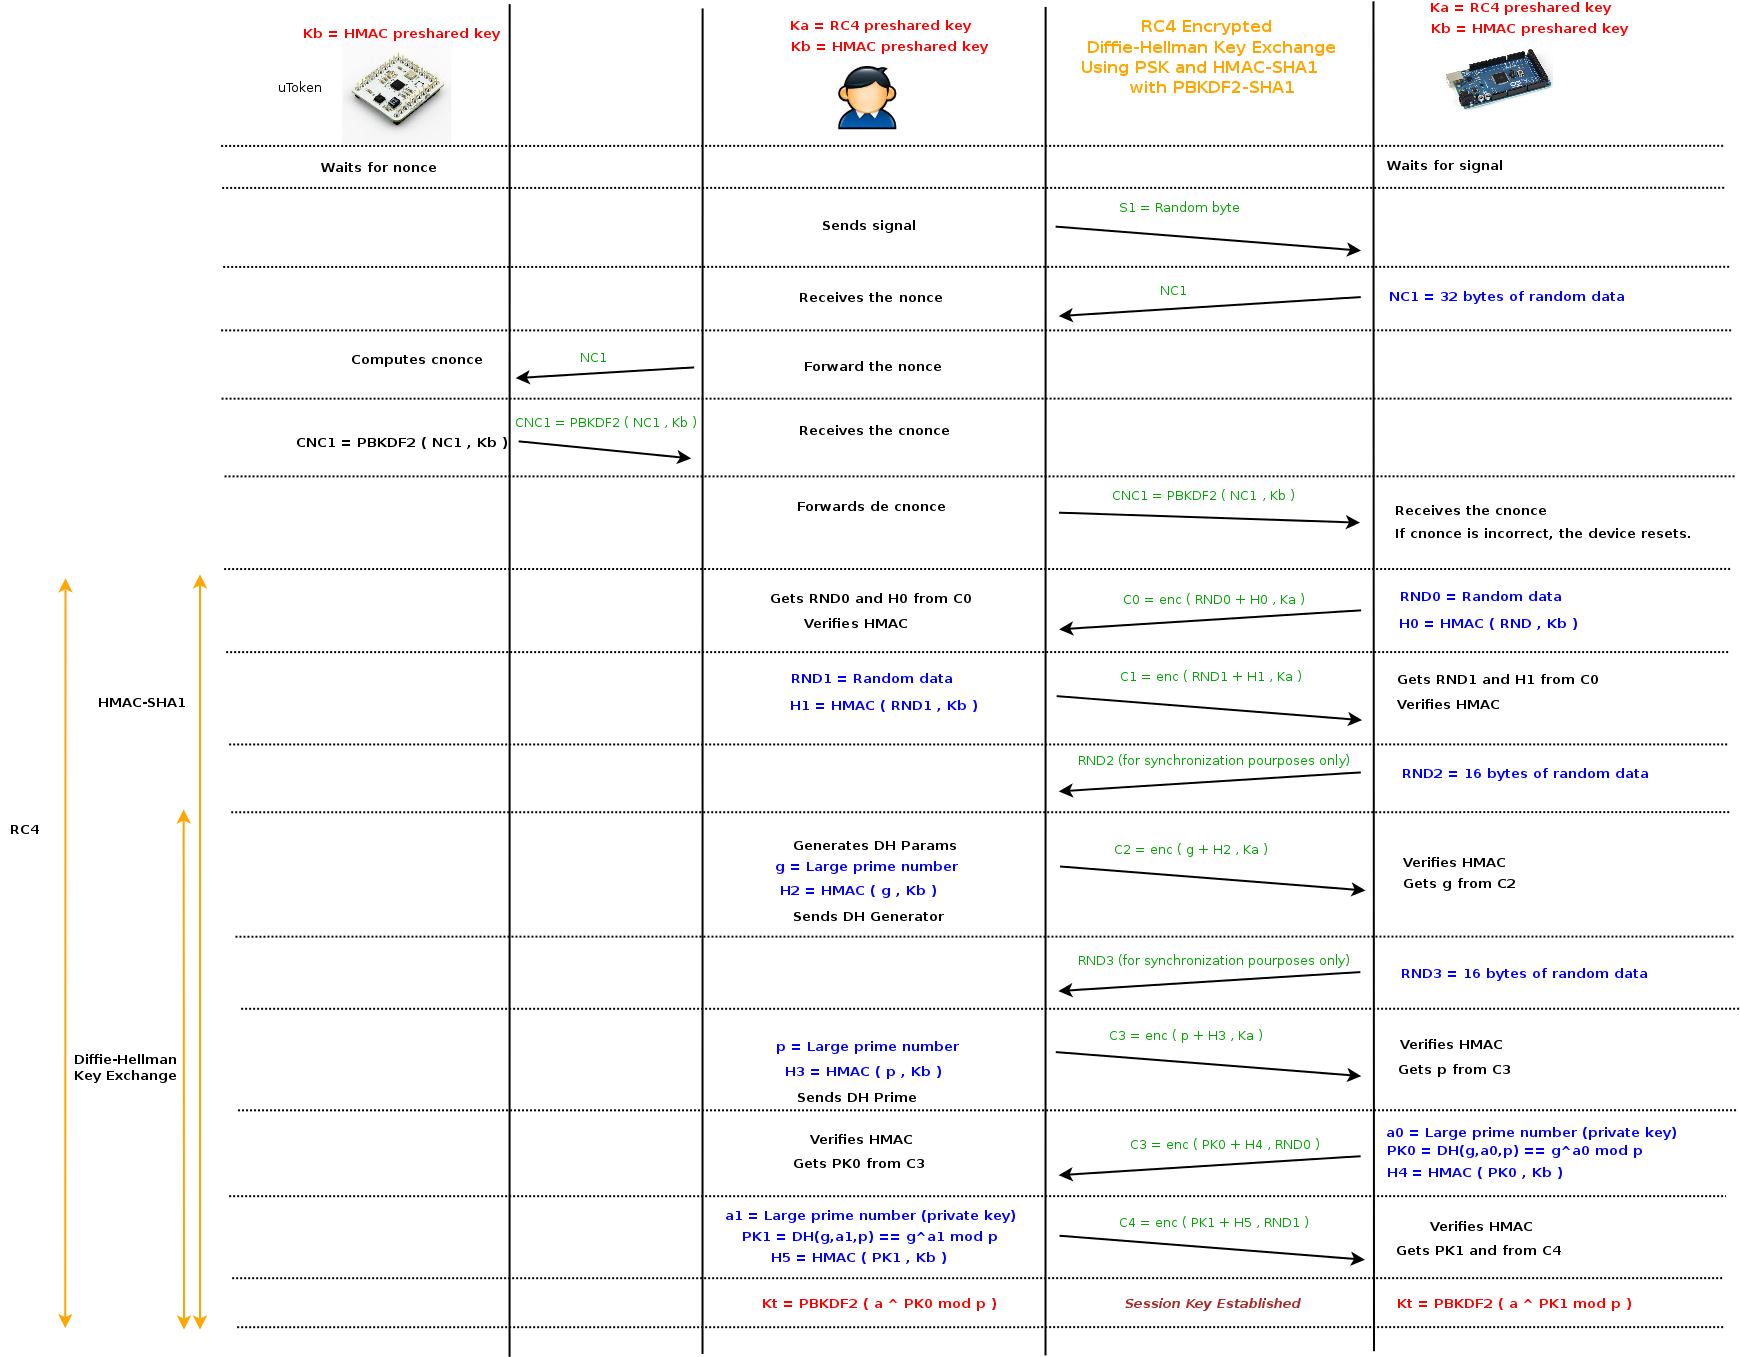 Kb = HMAC preshared key
uToken
Ka = RC4 preshared key
Kb = HMAC preshared key
RC4 Encrypted
Diffie-Hellman Key Exchange
Using PSK and HMAC-SHA1
with PBKDF2-SHA1
Ka = RC4 preshared key
Kb = HMAC preshared key
Waits for nonce
Waits for signal
Sends signal
S1 = Random byte
Receives the nonce
NC1
NC1 = 32 bytes of random data
Computes cnonce
NC1
Forward the nonce
CNC1 = PBKDF2 ( NC1 , Kb )
CNC1 = PBKDF2 ( NC1 , Kb )
Receives the cnonce
Forwards de cnonce
CNC1 = PBKDF2 ( NC1 , Kb )
Receives the cnonce
If cnonce is incorrect, the device resets.
Gets RND0 and H0 from C0
Verifies HMAC
C0 = enc ( RND0 + H0 , Ka )
RND0 = Random data
H0 = HMAC ( RND , Kb )
HMAC-SHA1
RND1 = Random data
H1 = HMAC ( RND1 , Kb )
C1 = enc ( RND1 + H1 , Ka )
Gets RND1 and H1 from C0
Verifies HMAC
RND2 (for synchronization pourposes only)
RND2 = 16 bytes of random data
RC4
Generates DH Params
g = Large prime number
H2 = HMAC ( g , Kb )
Sends DH Generator
C2 = enc ( g + H2 , Ka )
Verifies HMAC
Gets g from C2
RND3 (for synchronization pourposes only)
RND3 = 16 bytes of random data
Diffie-Hellman
Key Exchange
p = Large prime number
H3 = HMAC ( p , Kb )
Sends DH Prime
C3 = enc ( p + H3 , Ka )
Verifies HMAC
Gets p from C3
Verifies HMAC
Gets PK0 from C3
C3 = enc ( PK0 + H4 , RND0 )
a0 = Large prime number (private key)
PK0 = DH(g,a0,p) == g^a0 mod p
H4 = HMAC ( PK0 , Kb )
a1 = Large prime number (private key)
PK1 = DH(g,a1,p) == g^a1 mod p
H5 = HMAC ( PK1 , Kb )
C4 = enc ( PK1 + H5 , RND1 )
Verifies HMAC
Gets PK1 and from C4
Kt = PBKDF2 ( a ^ PK0 mod p )
Session Key Established
Kt = PBKDF2 ( a ^ PK1 mod p )